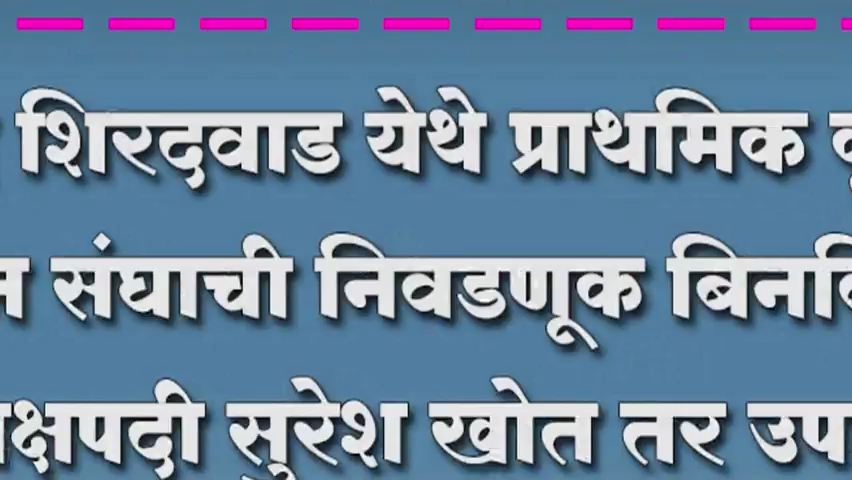 शिरदवाड येथे प्राथमिक
संघाची निवडणूक
सुरेश खोत तर